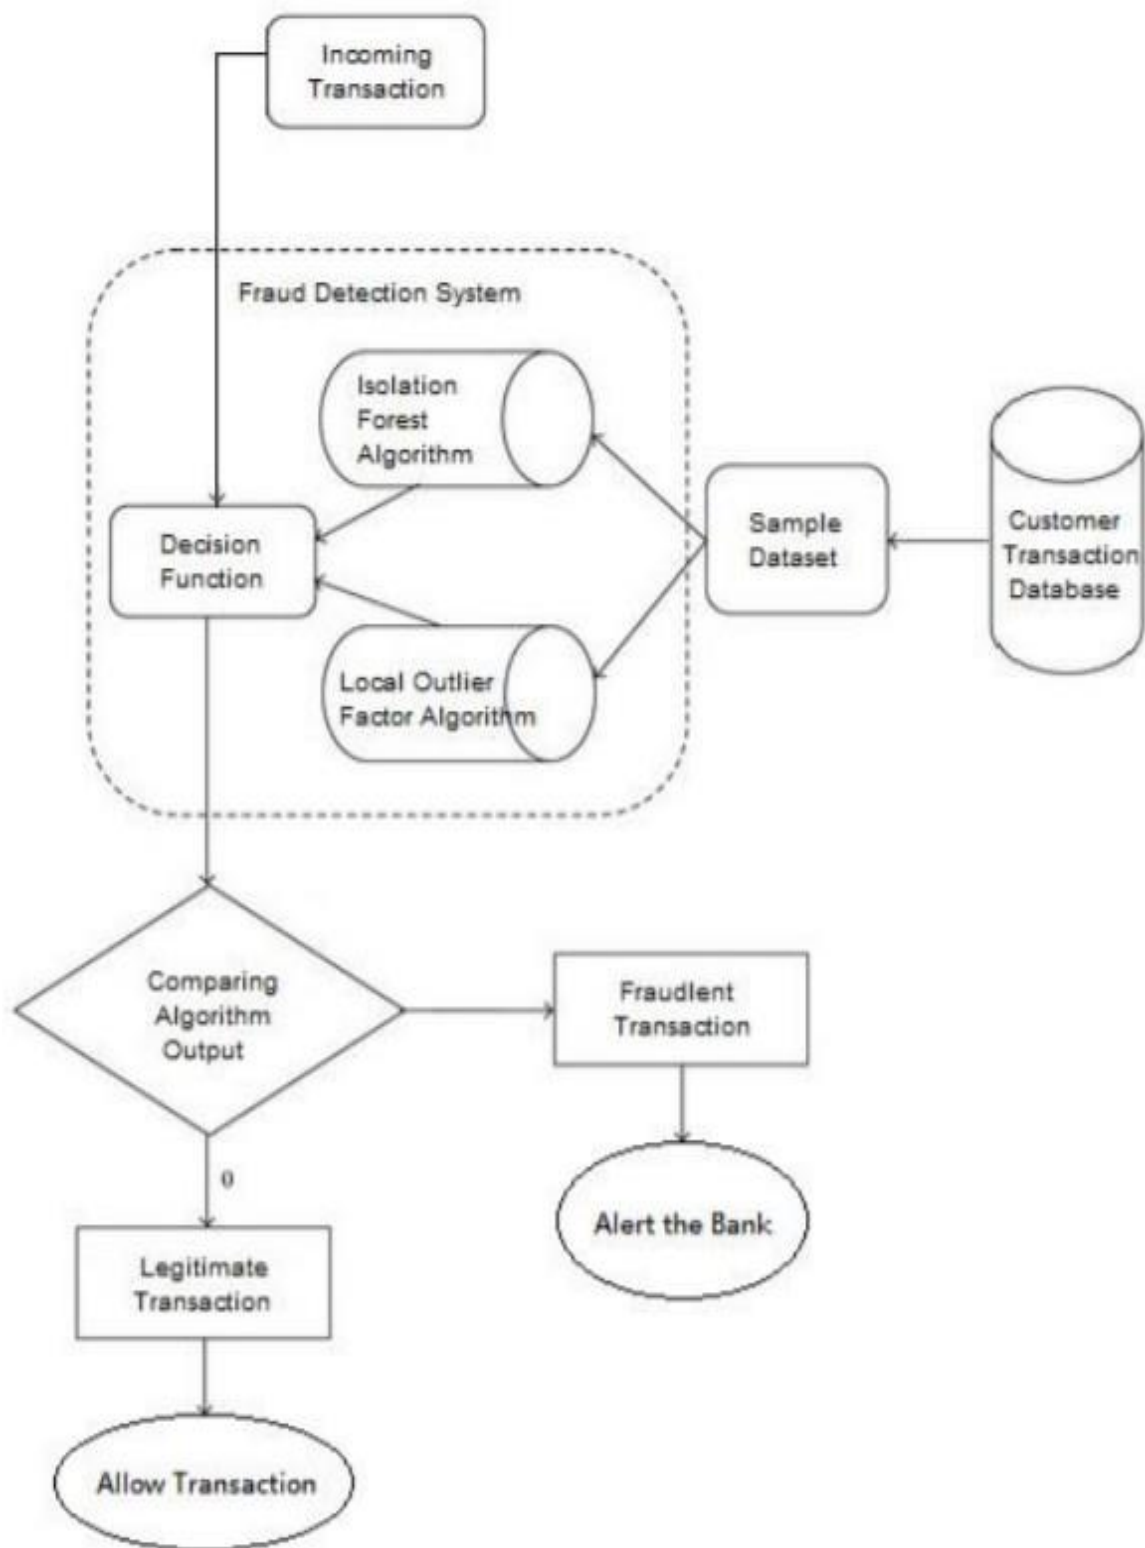 Incoming
Transaction
Fraud Detection System
Isolation
Forest
Algorithm
Decision
Function
Sample
Dataset
Customer
Transaction
Database
Local Outlier
Factor Algorithm
Comparing
Algorithm
Output
Fraudlent
Transaction
0
Alert the Bank
Legitimate
Transaction
Allow Transaction